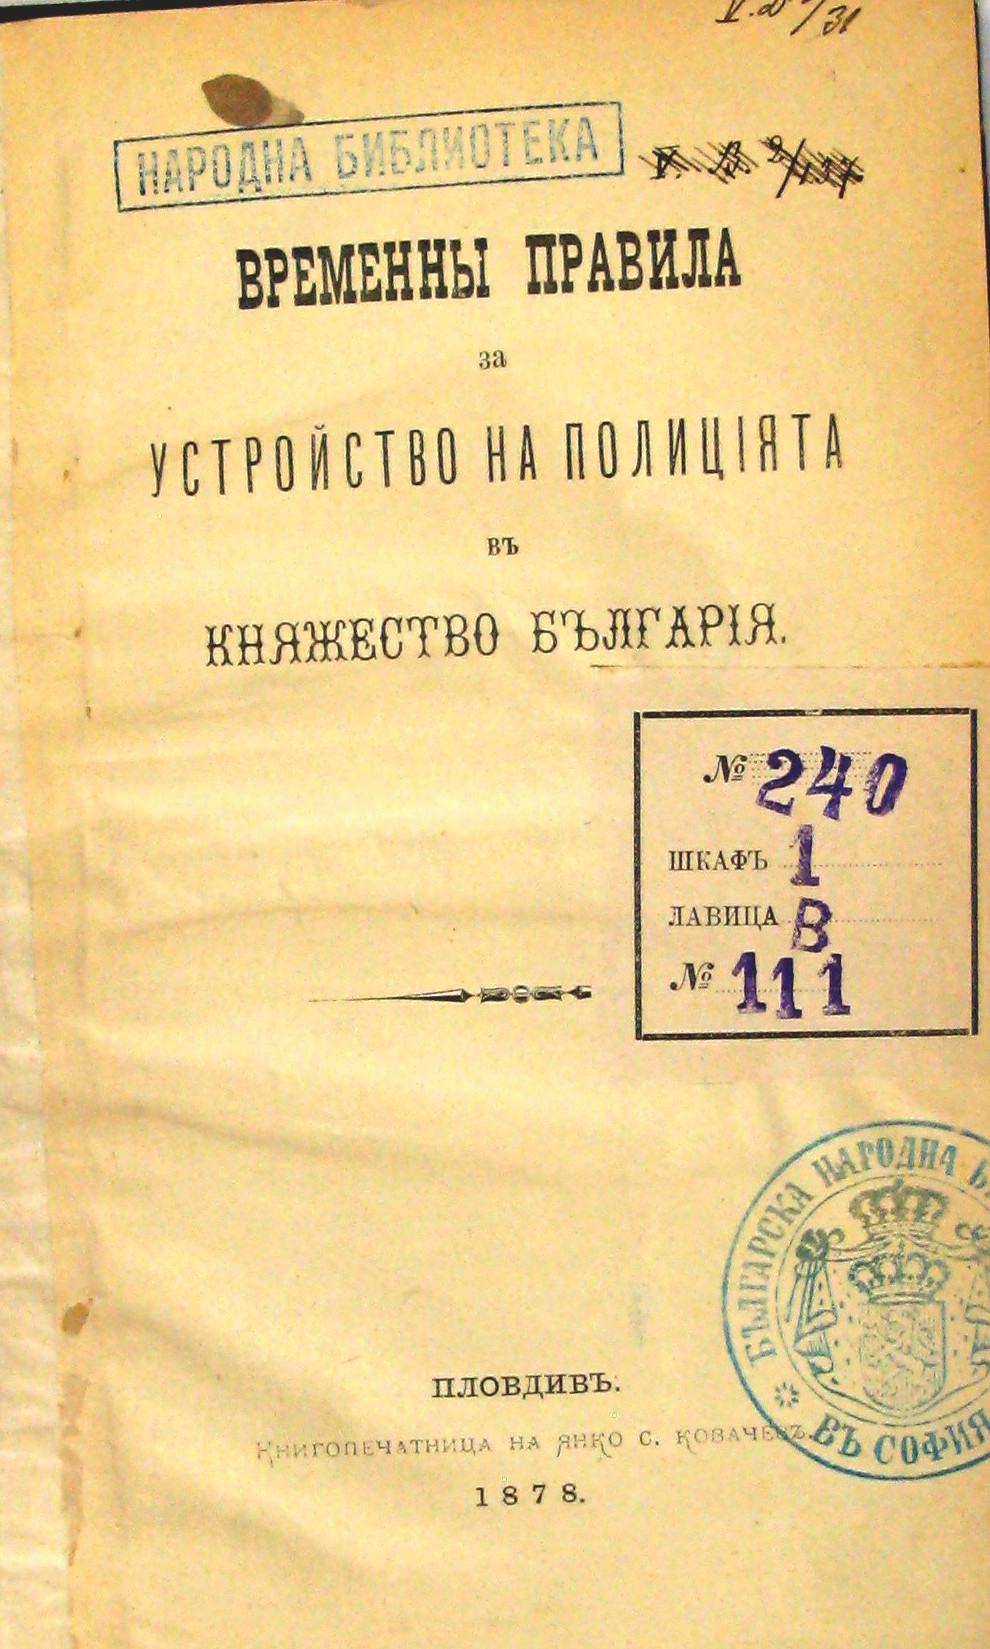 НАРОДНА БИБЛИОТЕКА
ВРЕМЕННЫ ПРАВИЛА
за
УСТРОЙСТВО НА ПОЛИЦІЯТА
въ
КНЯЖЕСТВО БЪЛГАРІЯ.
№ 240
ШКАФЪ 1
ЛАВИЦА В
№ 111
БЪЛГАРСКА НАРОДНА
ВЪ СОФИЯ
ПЛОВДИВЪ.
Книгопечатница на Янко С. Ковачевъ.
1878.